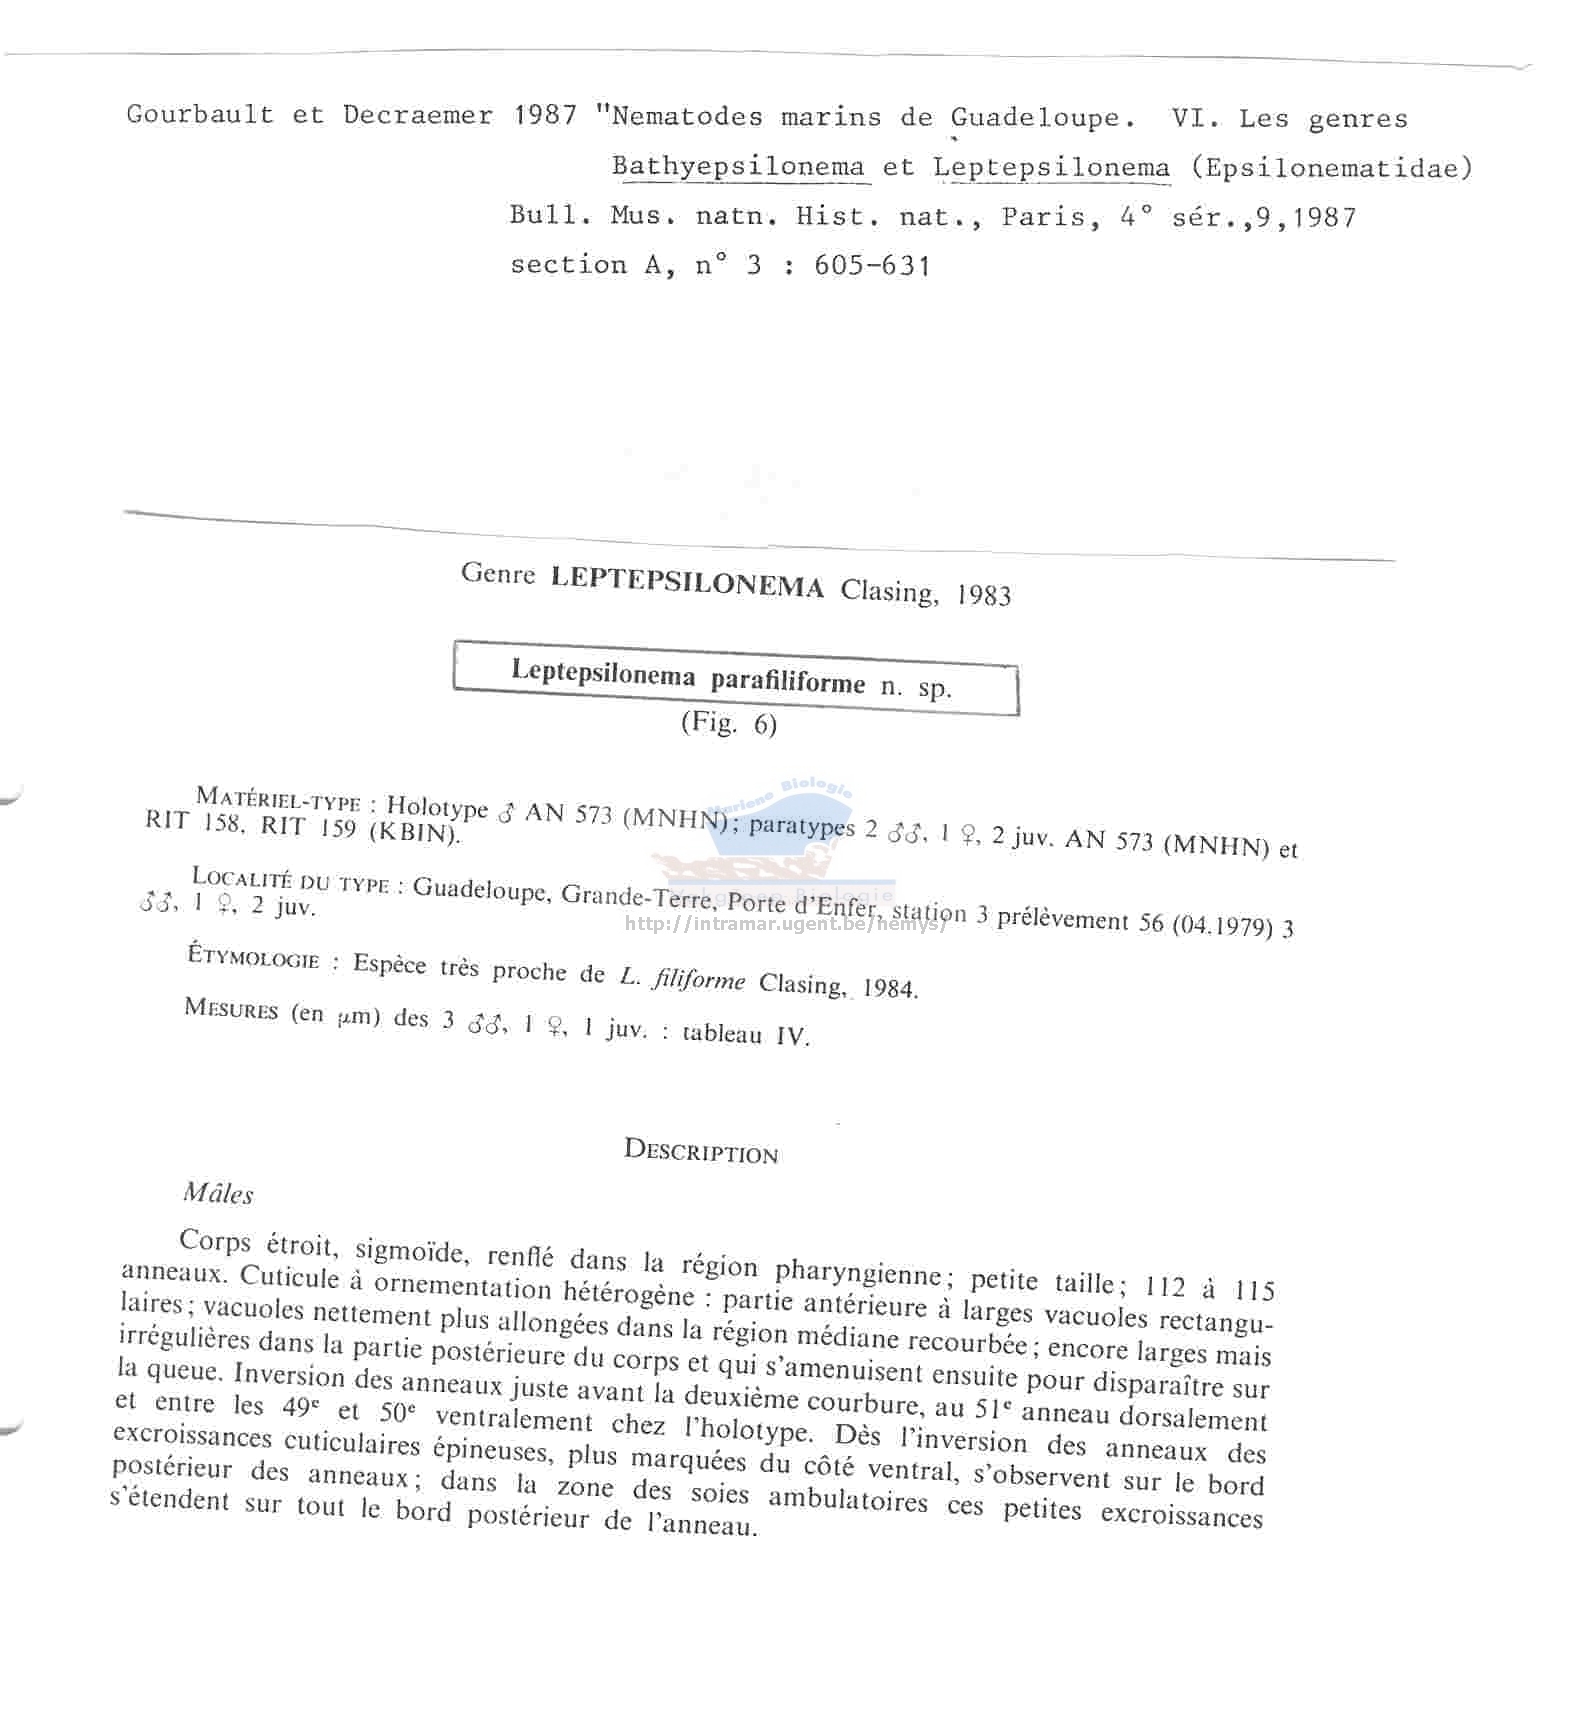 Gourbault et Decraemer 1987 "Nematodes marins de Guadeloupe. VI. Les genres
Bathyepsilonema et Leptepsilonema (Epsilonematidae)
Bull. Mus. natn. Hist. nat., Paris, 4° sér.,9,1987
section A, n° 3 : 605-631
Genre LEPTEPSILONEMA Clasing, 1983
Leptepsilonema parafiliforme n. sp.
(Fig. 6)
MATÉRIEL-TYPE : Holotype ♂ AN 573 (MNHN); paratypes 2 ♂♂, 1 ♀, 2 juv. AN 573 (MNHN) et
RIT 158, RIT 159 (KBIN).
Mariene Biologie
LOCALITÉ DU TYPE : Guadeloupe, Grande-Terre, Porte d'Enfer, station 3 prélèvement 56 (04.1979) 3
♂♂, 1 ♀, 2 juv.
Biologie
http://intramar.ugent.be/nemys/
ÉTYMOLOGIE : Espèce très proche de L. filiforme Clasing, 1984.
MESURES (en μm) des 3 ♂♂, 1 ♀, 1 juv. : tableau IV.
DESCRIPTION
Mâles
Corps étroit, sigmoïde, renflé dans la région pharyngienne; petite taille; 112 à 115
anneaux. Cuticule à ornementation hétérogène : partie antérieure à larges vacuoles rectangu-
laires; vacuoles nettement plus allongées dans la région médiane recourbée; encore larges mais
irrégulières dans la partie postérieure du corps et qui s'amenuisent ensuite pour disparaître sur
la queue. Inversion des anneaux juste avant la deuxième courbure, au 51e anneau dorsalement
et entre les 49e et 50e ventralement chez l'holotype. Dès l'inversion des anneaux des
excroissances cuticulaires épineuses, plus marquées du côté ventral, s'observent sur le bord
postérieur des anneaux; dans la zone des soies ambulatoires ces petites excroissances
s'étendent sur tout le bord postérieur de l'anneau.